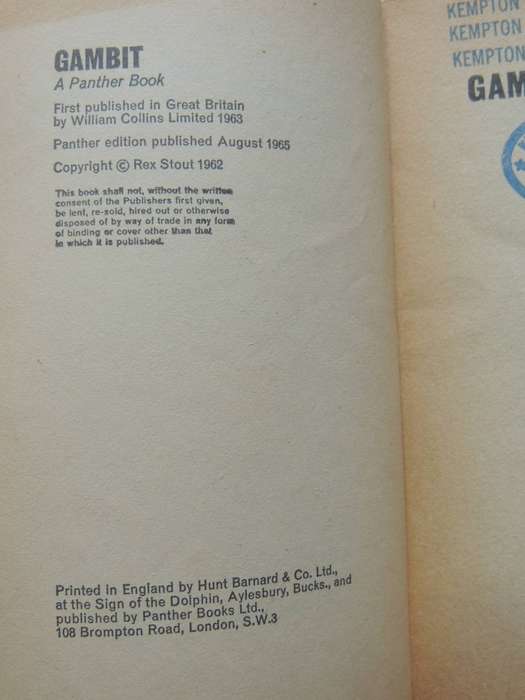 GAMBIT
A Panther Book
First published in Great Britain
by William Collins Limited 1963
Panther edition published August 1965
Copyright © Rex Stout 1962
This book shall not, without the written
consent of the Publishers first given,
be lent, re-sold, hired out or otherwise
disposed of by way of trade in any form
of binding or cover other than that
in which it is published.
Printed in England by Hunt Barnard & Co. Ltd.,
at the Sign of the Dolphin, Aylesbury, Bucks., and
published by Panther Books Ltd.,
108 Brompton Road, London, S.W.3
KEMPTON
KEMPTON
KEMPTON
GAM